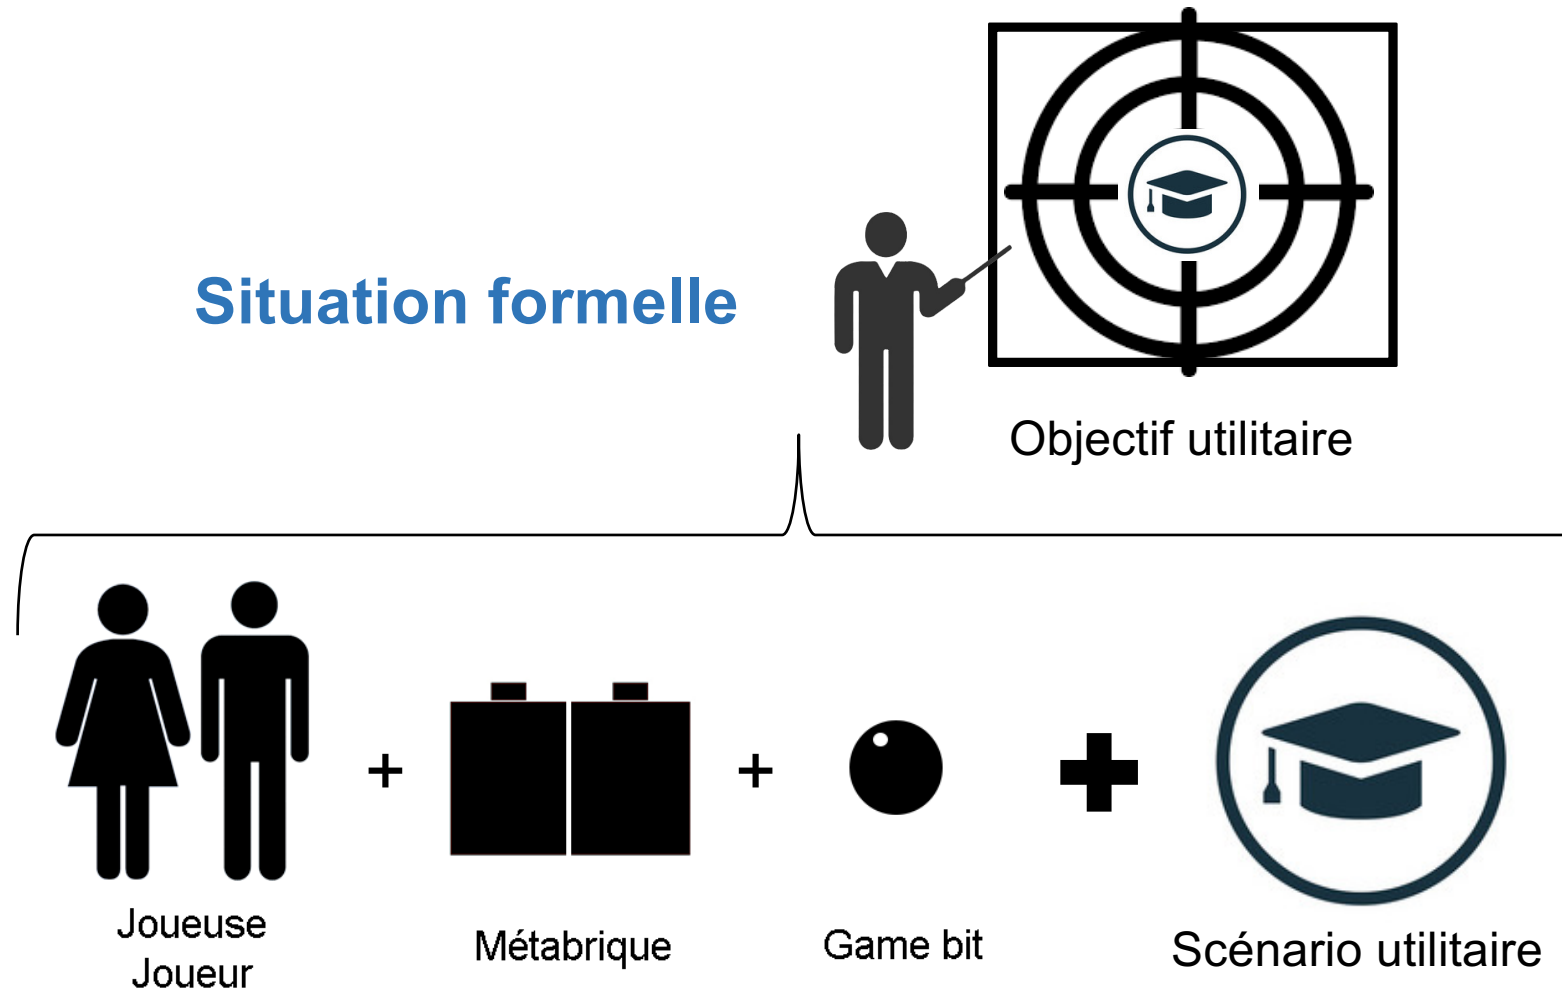 Situation formelle
Objectif utilitaire
Joueuse
Joueur
Métabrique
Game bit
Scénario utilitaire